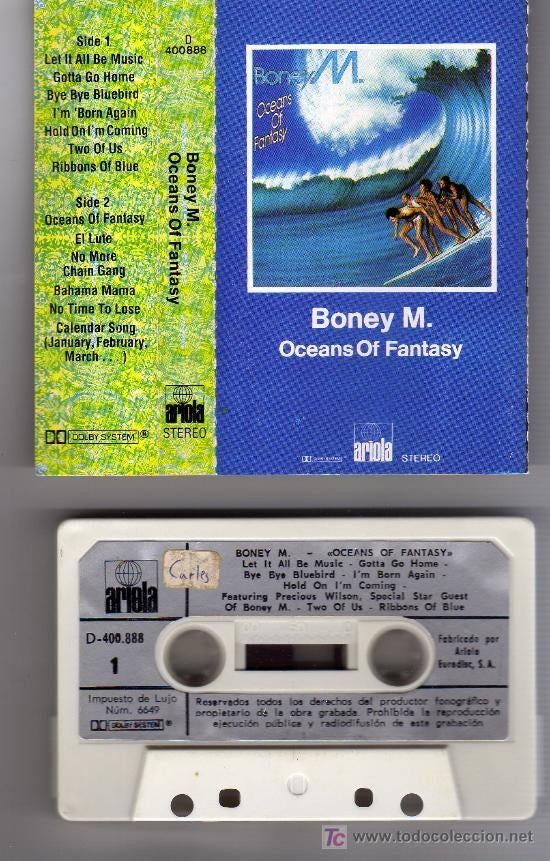 Side 1
Let It All Be Music
Gotta Go Home
Bye Bye Bluebird
I'm 'Born Again
Hold On I'm Coming
Two Of Us
Ribbons Of Blue
Side 2
Oceans Of Fantasy
El Lute
No More
Chain Gang
Bahama Mama
No Time To Lose
Calendar Song
(January, February,
March . . )
DOLBY SYSTEM ®
D
400888
Boney M.
Oceans Of Fantasy
ariola
STEREO
Boney M.
Oceans
Of
Fantasy
Boney M.
Oceans Of Fantasy
DOLBY SYSTEM
ariola
STEREO
ariola
Carles
BONEY M. - «OCEANS OF FANTASY»
Let It All Be Music - Gotta Go Home -
Bye Bye Bluebird - I'm Born Again -
Hold On I'm Coming -
Featuring Precious Wilson, Special Star Guest
Of Boney M. - Two Of Us - Ribbons Of Blue
D-400.888
1
Fabricado por
Ariola
Eurodisc, S.A.
Impuesto de Lujo
Núm. 6649
DOLBY SYSTEM ®
Reservados todos los derechos del productor fonográfico y
propietario de la obra grabada. Prohibida la reproducción
ejecución pública y radiodifusión de esta grabación
TC www.todocoleccion.net